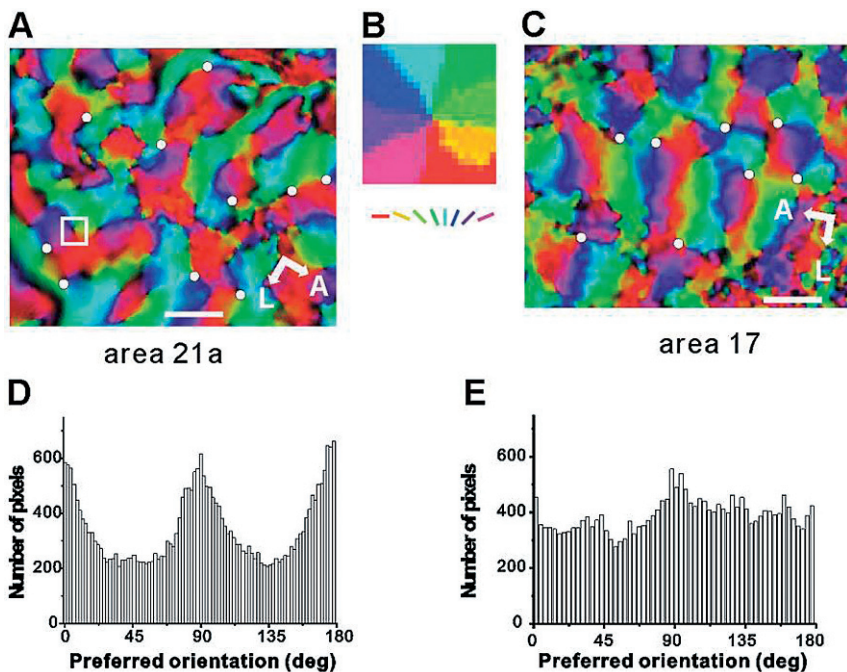 A
B
C
L A
A
L
area 21a
area 17
D
E
Number of pixels
600
400
200
0
0 45 90 135 180
Preferred orientation (deg)
Number of pixels
600
400
200
0
0 45 90 135 180
Preferred orientation (deg)